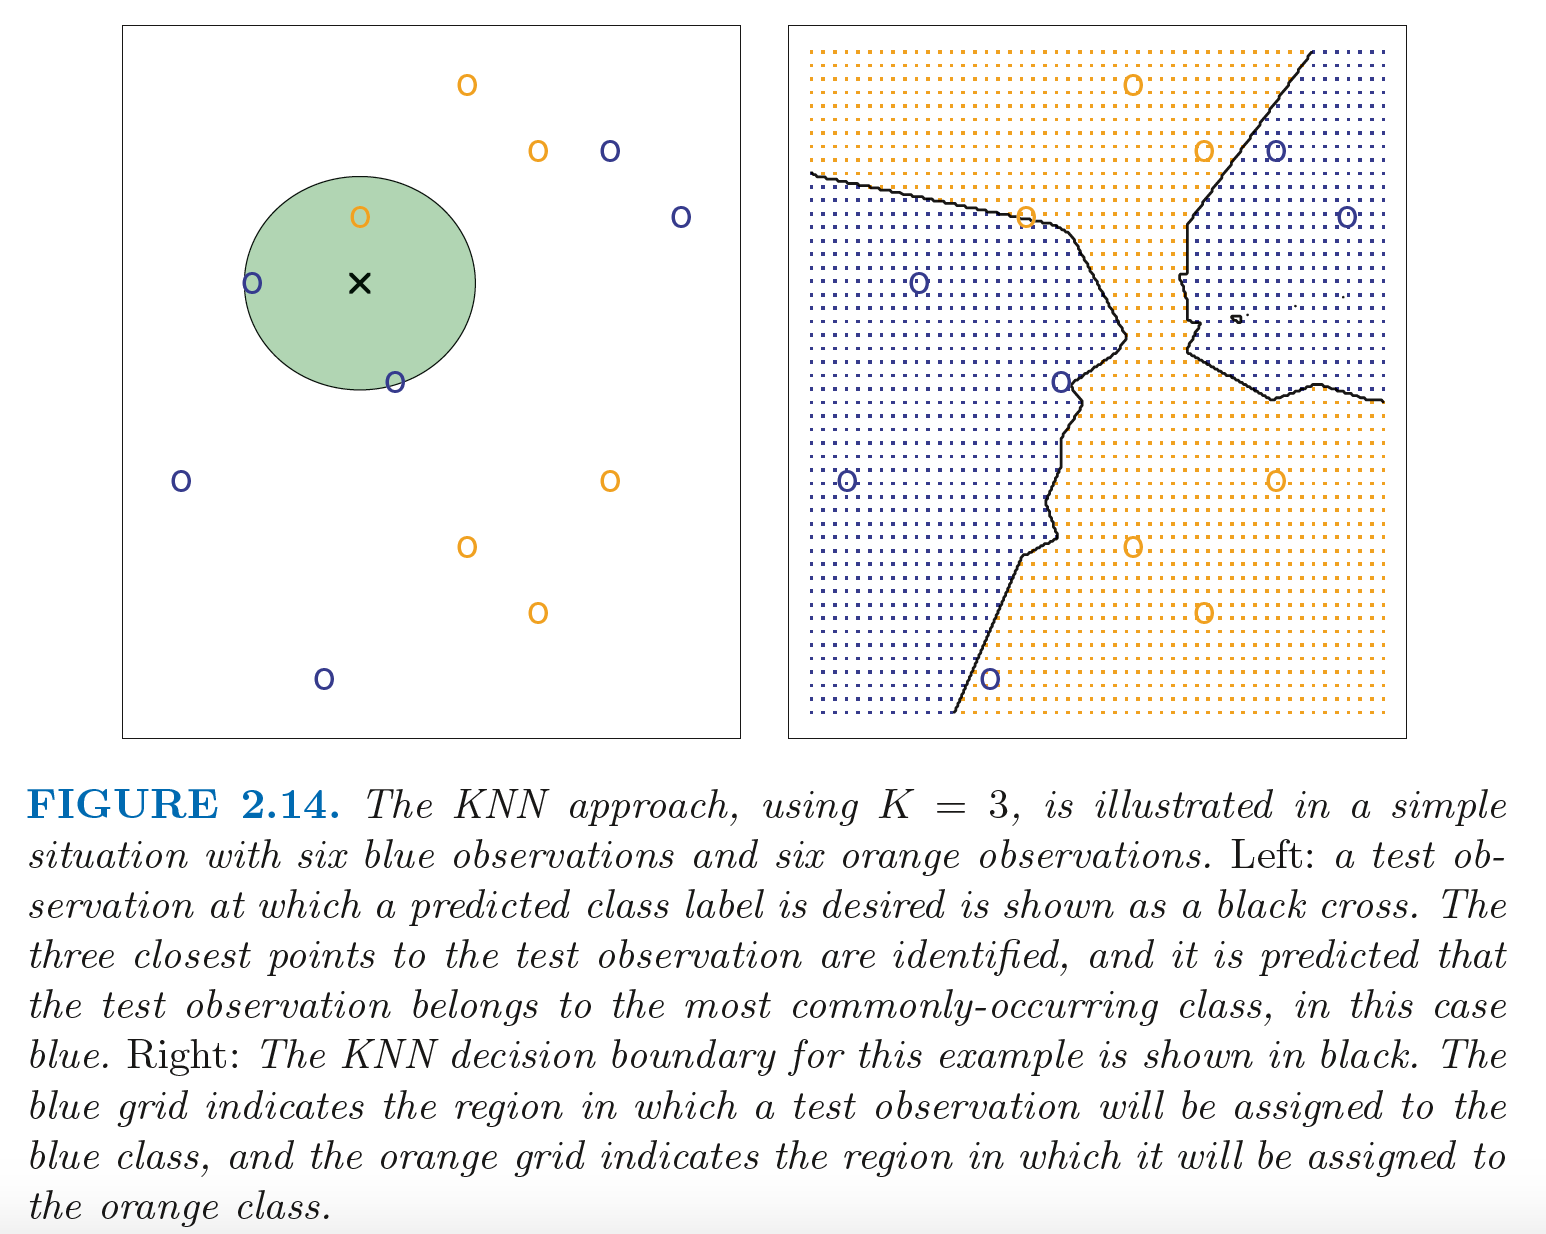 FIGURE 2.14. The KNN approach, using K = 3, is illustrated in a simple
situation with six blue observations and six orange observations. Left: a test ob-
servation at which a predicted class label is desired is shown as a black cross. The
three closest points to the test observation are identified, and it is predicted that
the test observation belongs to the most commonly-occurring class, in this case
blue. Right: The KNN decision boundary for this example is shown in black. The
blue grid indicates the region in which a test observation will be assigned to the
blue class, and the orange grid indicates the region in which it will be assigned to
the orange class.